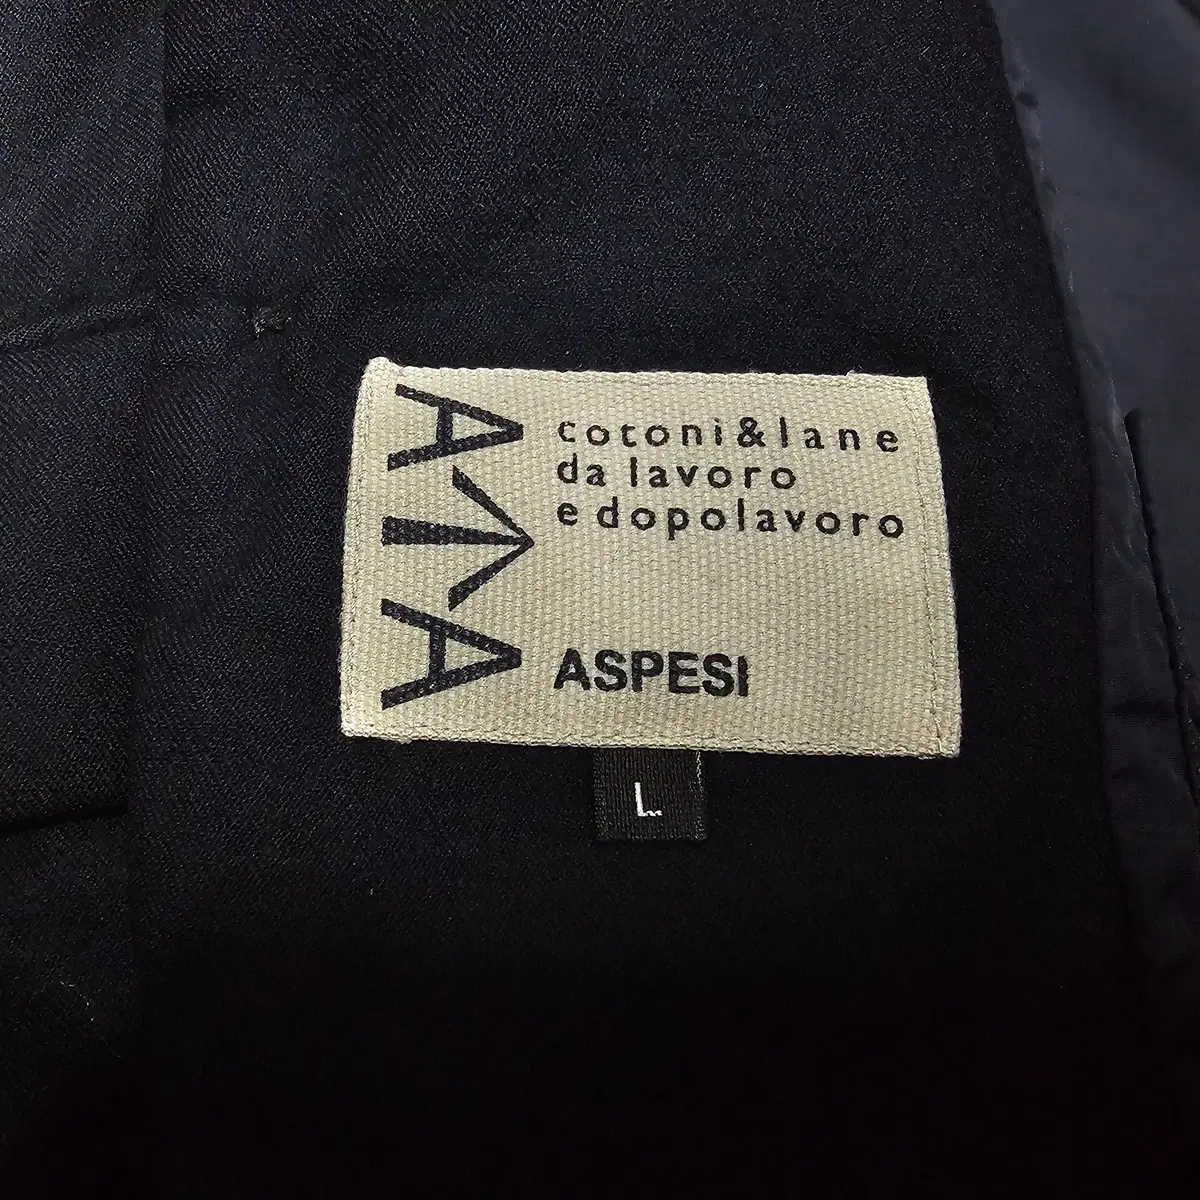 A↑A
cotoni&lane
da lavoro
e dopolavoro
ASPESI
L